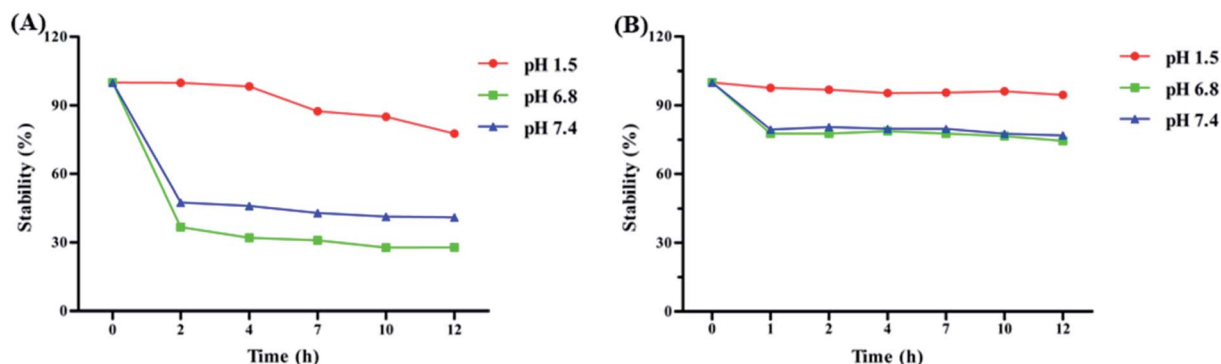 (A)
Stability (%)
120
90
60
30
0
0 2 4 7 10 12
Time (h)
pH 1.5
pH 6.8
pH 7.4
(B)
Stability (%)
120
90
60
30
0
0 1 2 4 7 10 12
Time (h)
pH 1.5
pH 6.8
pH 7.4